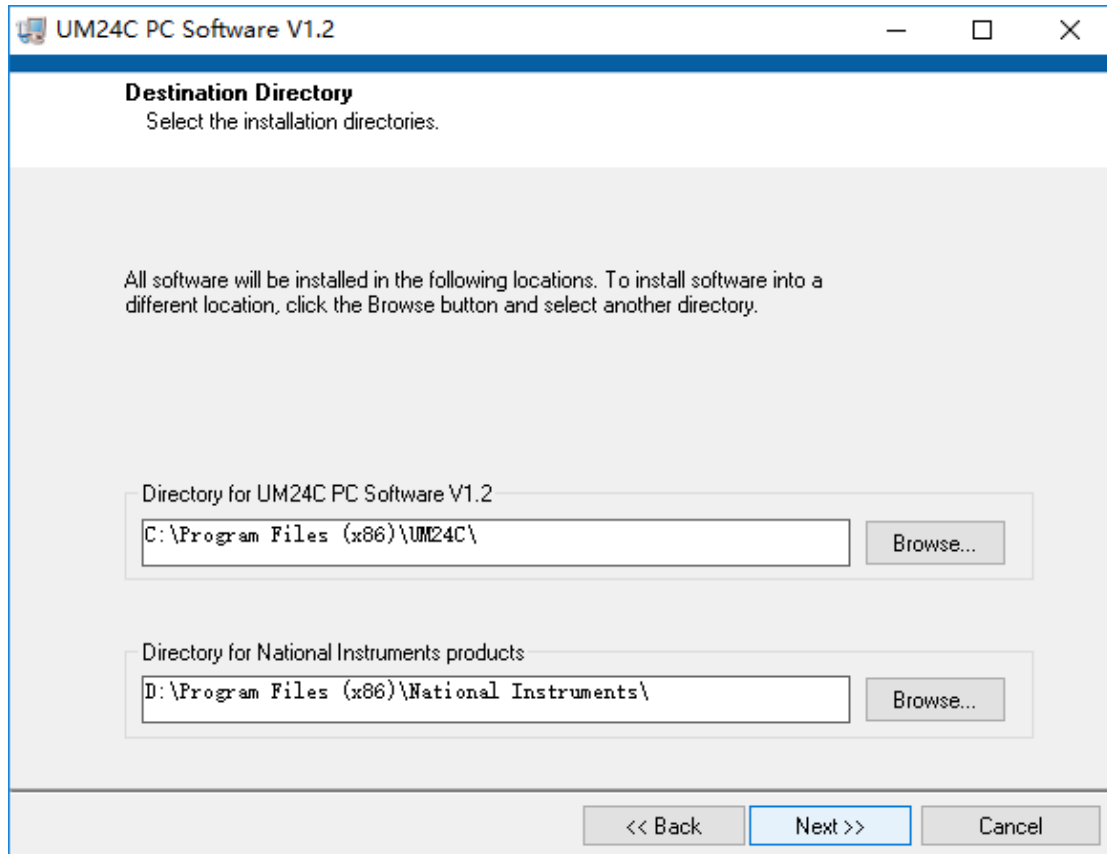 UM24C PC Software V1.2
Destination Directory
Select the installation directories.
All software will be installed in the following locations. To install software into a
different location, click the Browse button and select another directory.
Directory for UM24C PC Software V1.2
C:\Program Files (x86)\UM24C\
Browse...
Directory for National Instruments products
D:\Program Files (x86)\National Instruments\
Browse...
<< Back
Next >>
Cancel